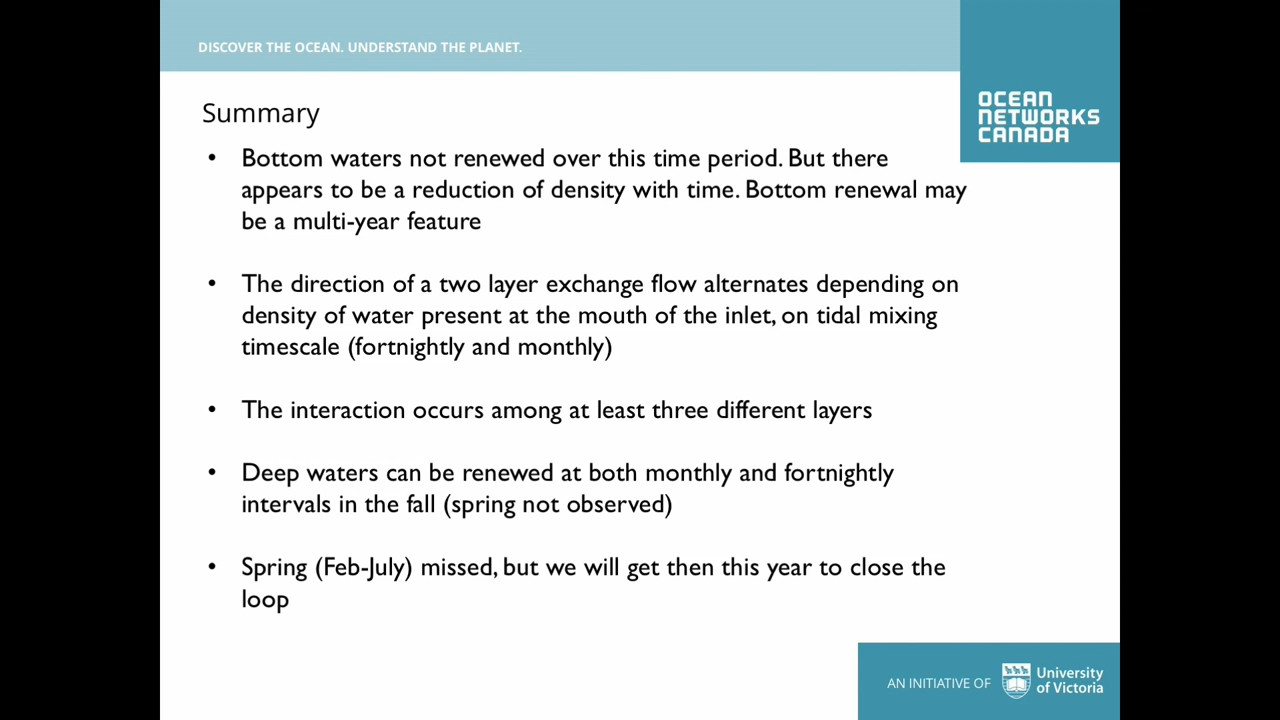 DISCOVER THE OCEAN. UNDERSTAND THE PLANET.
OCEAN
NETWORKS
CANADA
Summary
• Bottom waters not renewed over this time period. But there
appears to be a reduction of density with time. Bottom renewal may
be a multi-year feature
• The direction of a two layer exchange flow alternates depending on
density of water present at the mouth of the inlet, on tidal mixing
timescale (fortnightly and monthly)
• The interaction occurs among at least three different layers
• Deep waters can be renewed at both monthly and fortnightly
intervals in the fall (spring not observed)
• Spring (Feb-July) missed, but we will get then this year to close the
loop
AN INITIATIVE OF
University
of Victoria